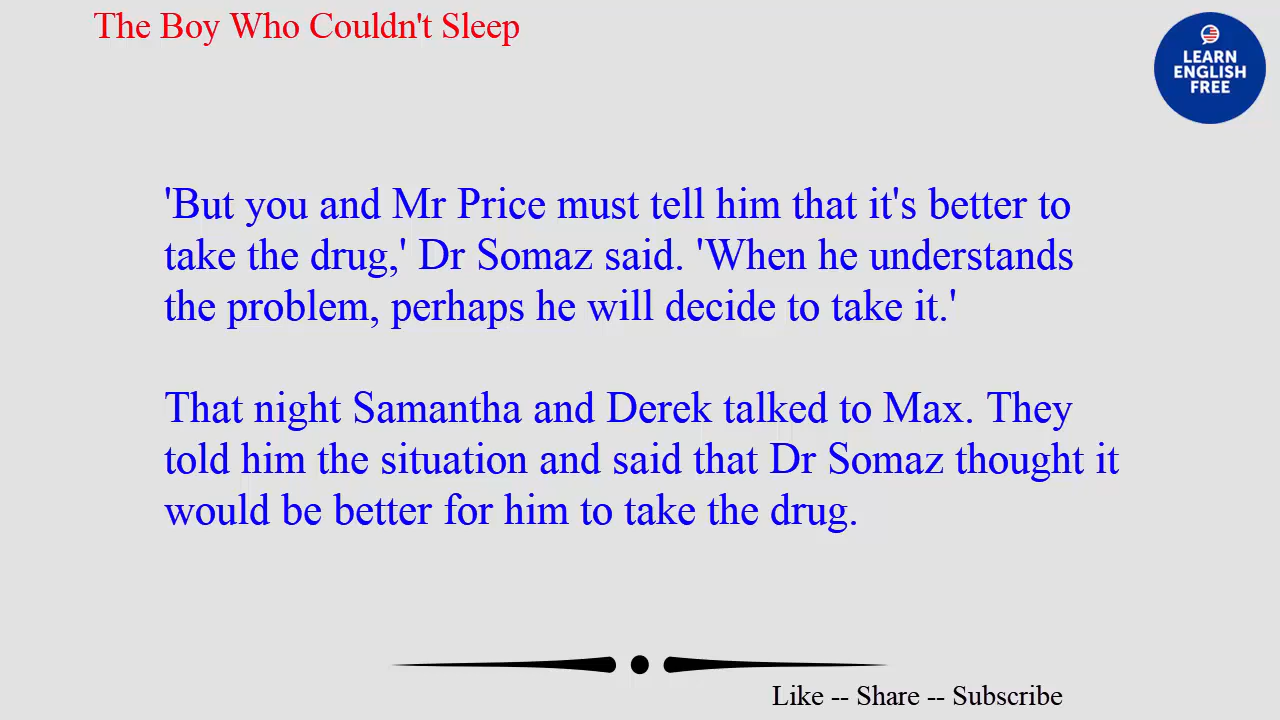 The Boy Who Couldn't Sleep
LEARN
ENGLISH
FREE
'But you and Mr Price must tell him that it's better to
take the drug,' Dr Somaz said. 'When he understands
the problem, perhaps he will decide to take it.'
That night Samantha and Derek talked to Max. They
told him the situation and said that Dr Somaz thought it
would be better for him to take the drug.
Like -- Share -- Subscribe